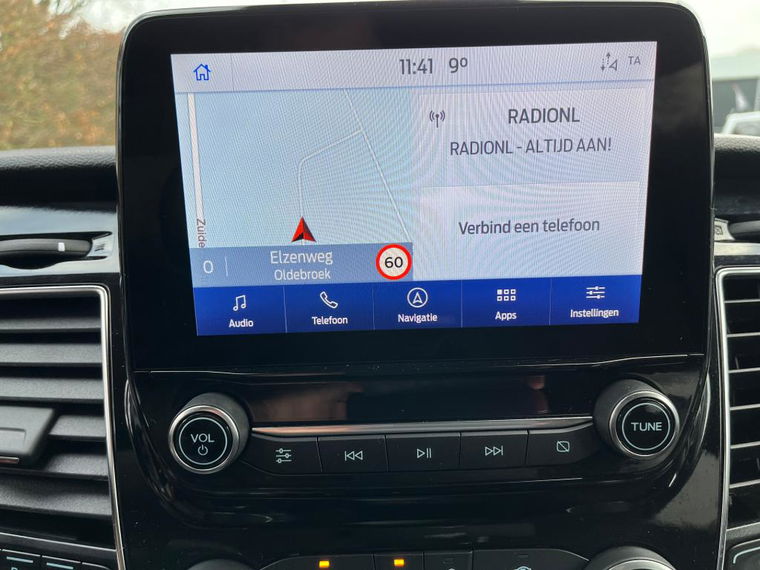 11:41 9°
TA
RADIONL
RADIONL - ALTIJD AAN!
Zuide
Verbind een telefoon
0
Elzenweg
Oldebroek
60
Audio
Telefoon
Navigatie
Apps
Instellingen
VOL
TUNE